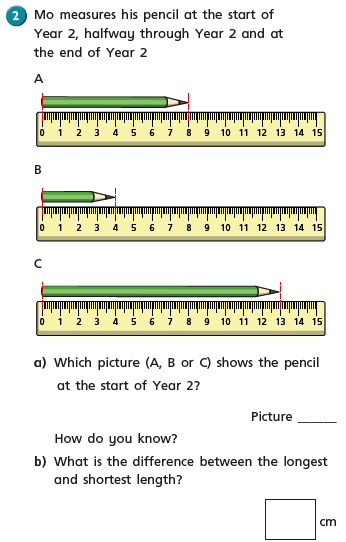 2 Mo measures his pencil at the start of
Year 2, halfway through Year 2 and at
the end of Year 2
A
0 1 2 3 4 5 6 7 8 9 10 11 12 13 14 15
B
0 1 2 3 4 5 6 7 8 9 10 11 12 13 14 15
C
0 1 2 3 4 5 6 7 8 9 10 11 12 13 14 15
a) Which picture (A, B or C) shows the pencil
at the start of Year 2?
Picture ______
How do you know?
b) What is the difference between the longest
and shortest length?
cm